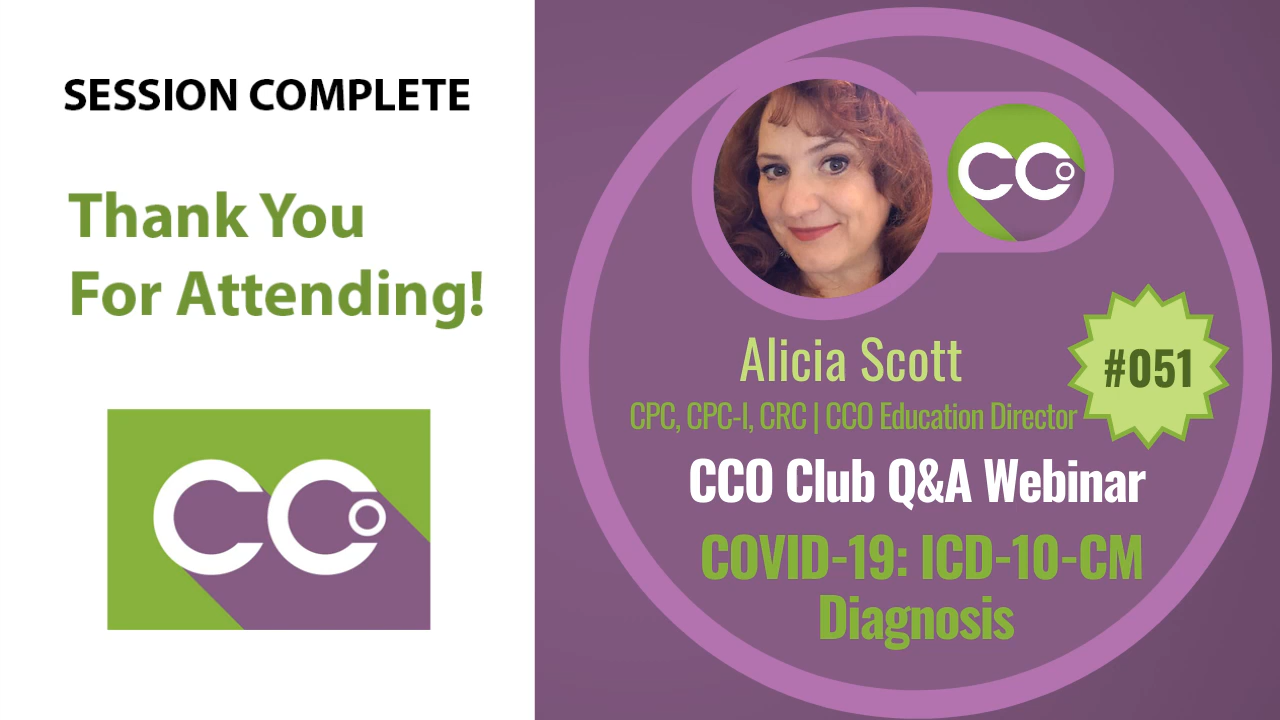 SESSION COMPLETE
Thank You
For Attending!
CCO
CCO
Alicia Scott
#051
CPC, CPC-I, CRC | CCO Education Director
CCO Club Q&A Webinar
COVID-19: ICD-10-CM
Diagnosis